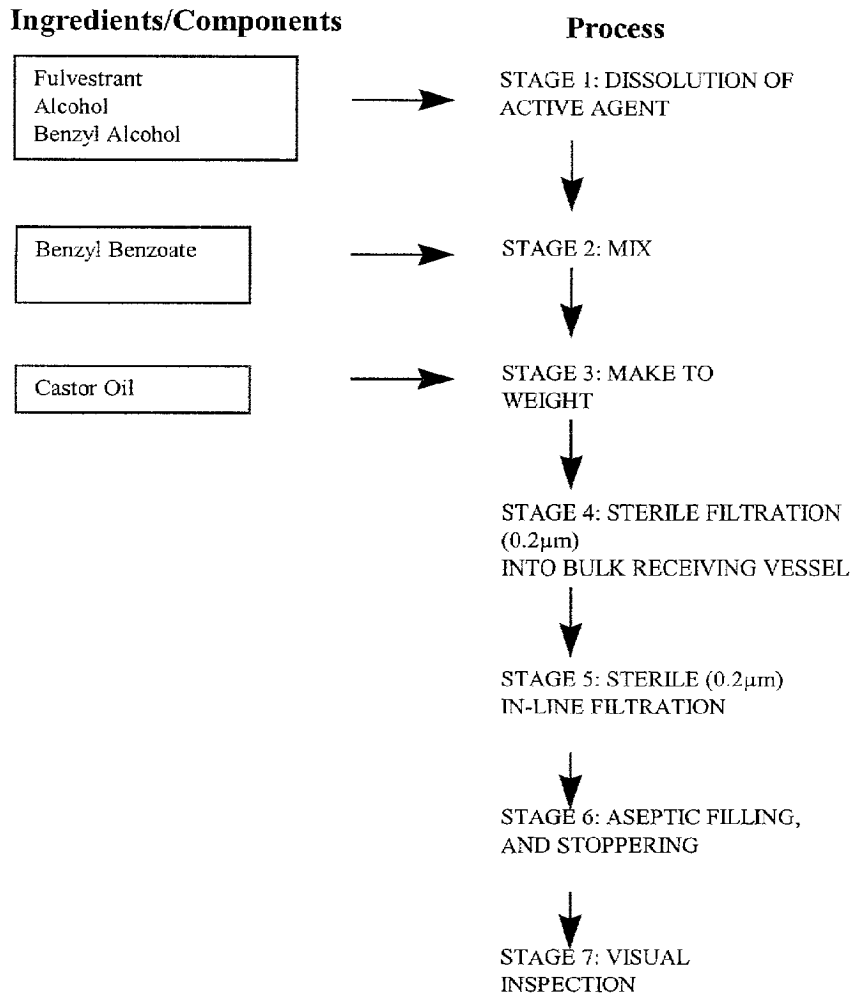 Ingredients/Components
Process
Fulvestrant
Alcohol
Benzyl Alcohol
STAGE 1: DISSOLUTION OF
ACTIVE AGENT
Benzyl Benzoate
STAGE 2: MIX
Castor Oil
STAGE 3: MAKE TO
WEIGHT
STAGE 4: STERILE FILTRATION
(0.2μm)
INTO BULK RECEIVING VESSEL
STAGE 5: STERILE (0.2μm)
IN-LINE FILTRATION
STAGE 6: ASEPTIC FILLING,
AND STOPPERING
STAGE 7: VISUAL
INSPECTION